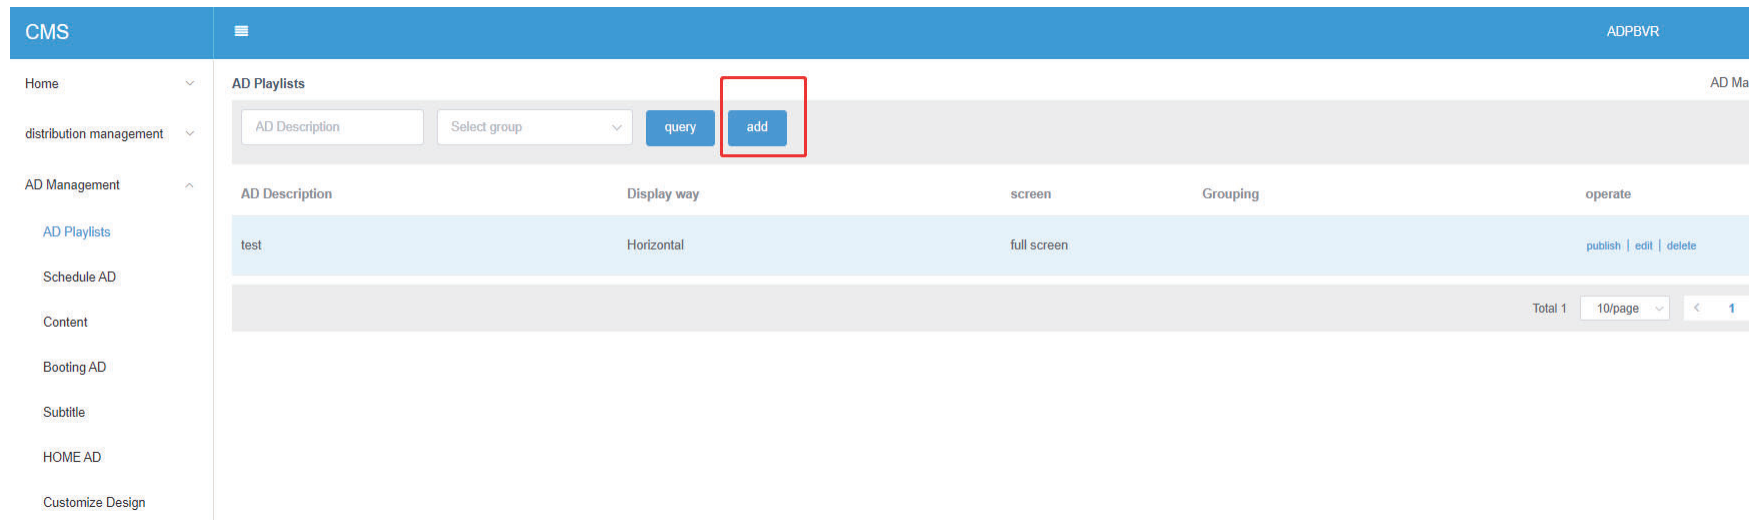 CMS
ADPBVR
Home
distribution management
AD Management
AD Playlists
Schedule AD
Content
Booting AD
Subtitle
HOME AD
Customize Design
AD Playlists
AD Ma
AD Description Select group query add
AD Description Display way screen Grouping operate
test Horizontal full screen publish | edit | delete
Total 1 10/page < 1